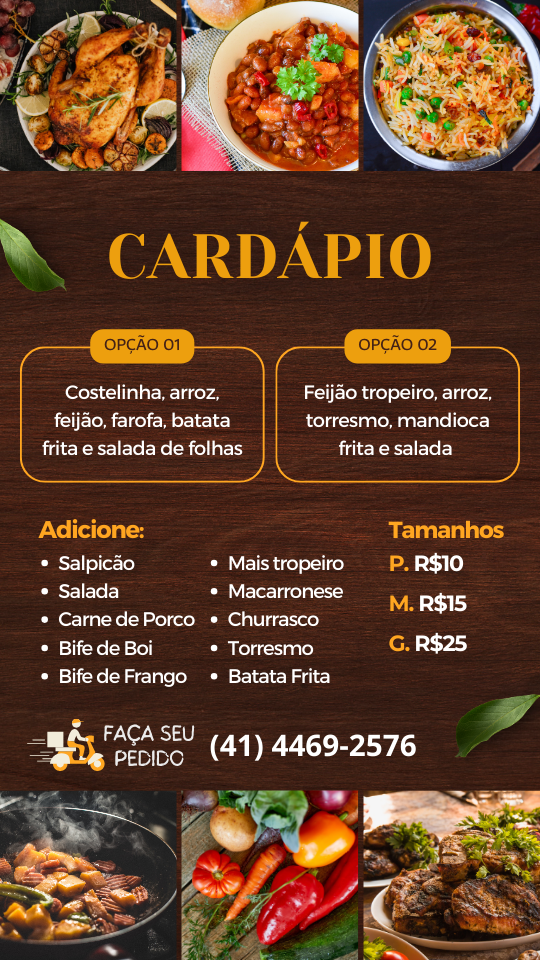 CARDÁPIO
OPÇÃO 01
Costelinha, arroz,
feijão, farofa, batata
frita e salada de folhas
OPÇÃO 02
Feijão tropeiro, arroz,
torresmo, mandioca
frita e salada
Adicione:
• Salpicão
• Salada
• Carne de Porco
• Bife de Boi
• Bife de Frango
• Mais tropeiro
• Macarronese
• Churrasco
• Torresmo
• Batata Frita
Tamanhos
P. R$10
M. R$15
G. R$25
FAÇA SEU
PEDIDO
(41) 4469-2576